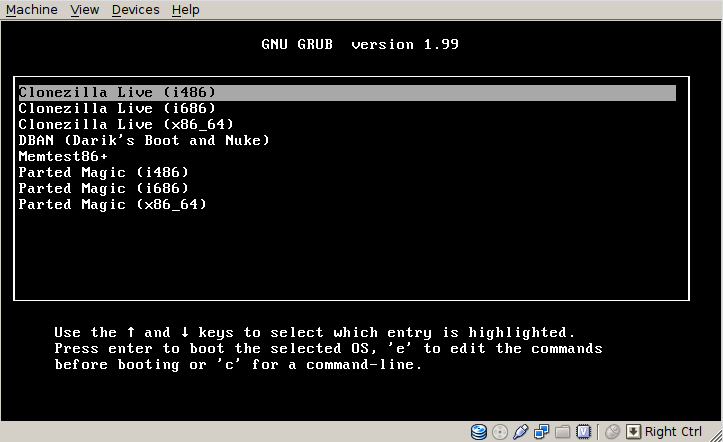 Machine View Devices Help
GNU GRUB version 1.99
Clonezilla Live (i486)
Clonezilla Live (i686)
Clonezilla Live (x86_64)
DBAN (Darik's Boot and Nuke)
Memtest86+
Parted Magic (i486)
Parted Magic (i686)
Parted Magic (x86_64)
Use the ↑ and ↓ keys to select which entry is highlighted.
Press enter to boot the selected OS, 'e' to edit the commands
before booting or 'c' for a command-line.
Right Ctrl